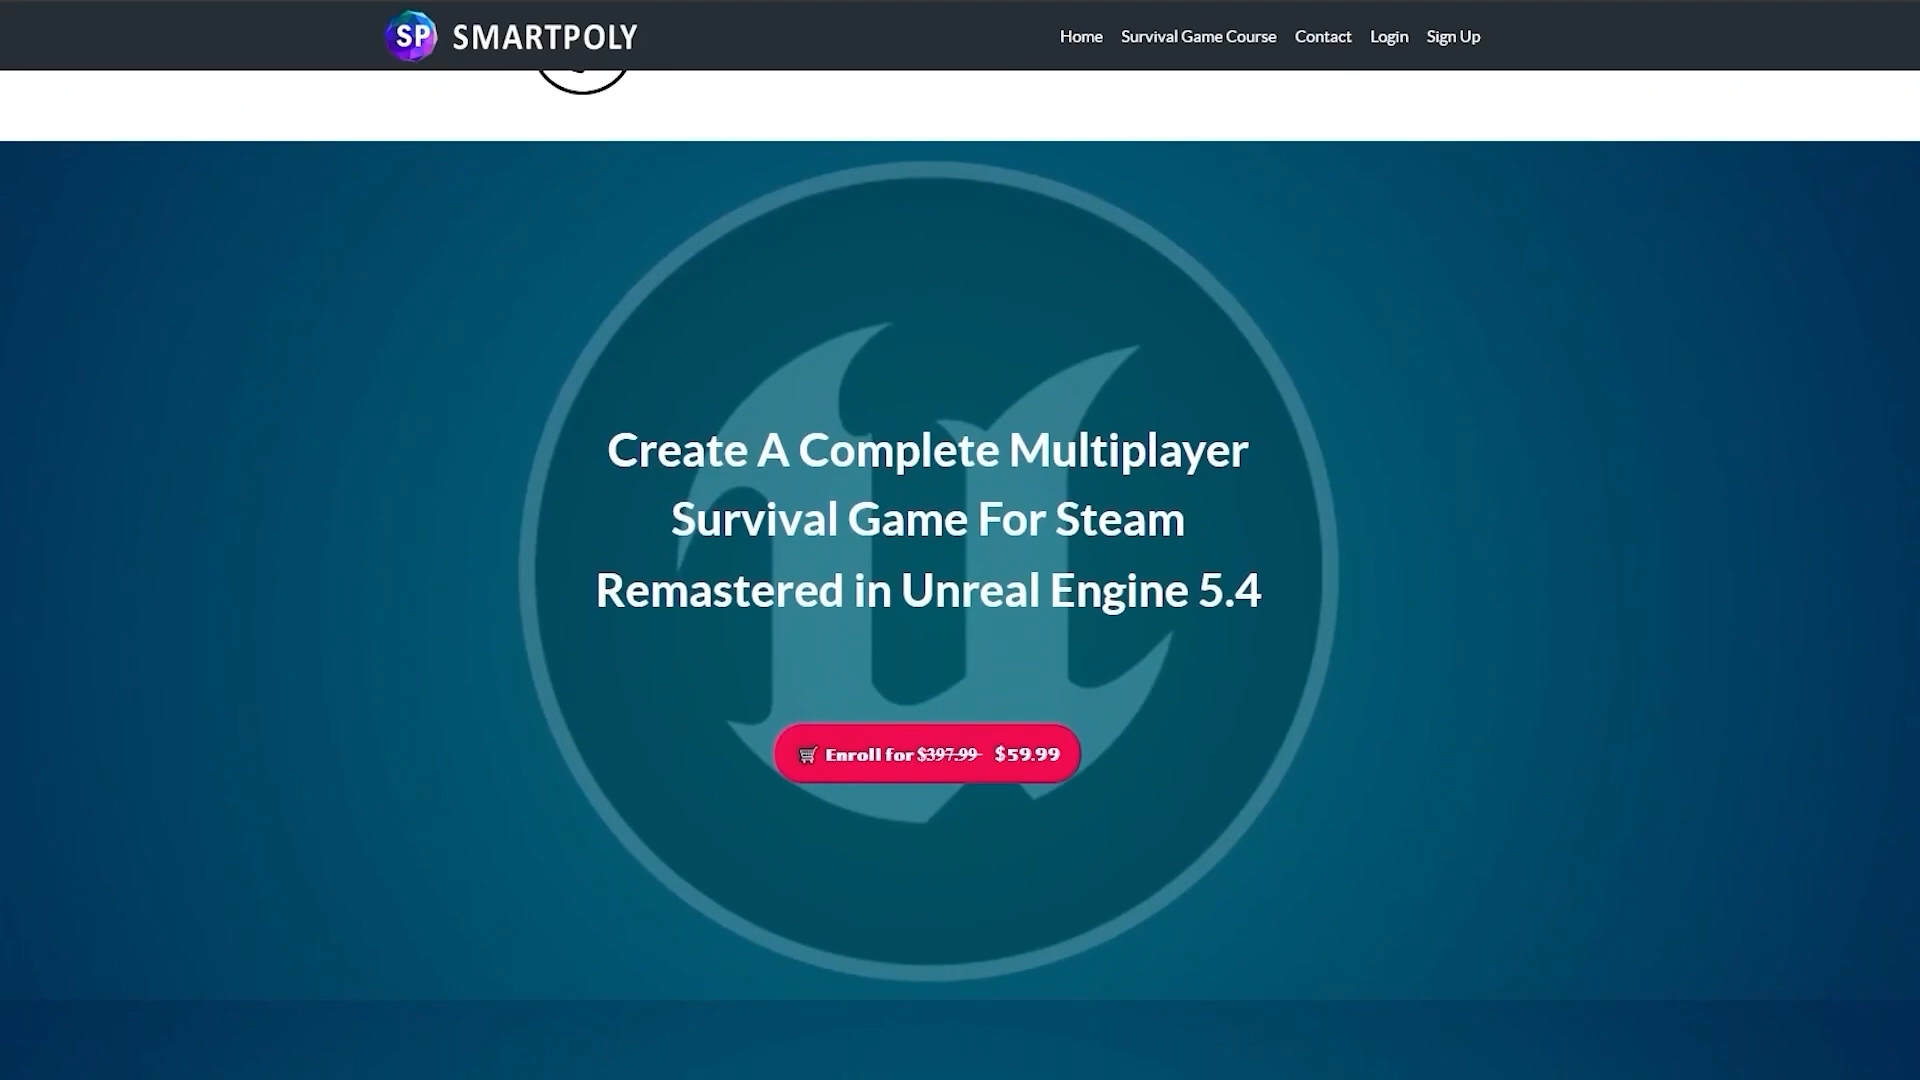 SP SMARTPOLY
Home Survival Game Course Contact Login Sign Up
Create A Complete Multiplayer
Survival Game For Steam
Remastered in Unreal Engine 5.4
Enroll for $397.99 $59.99